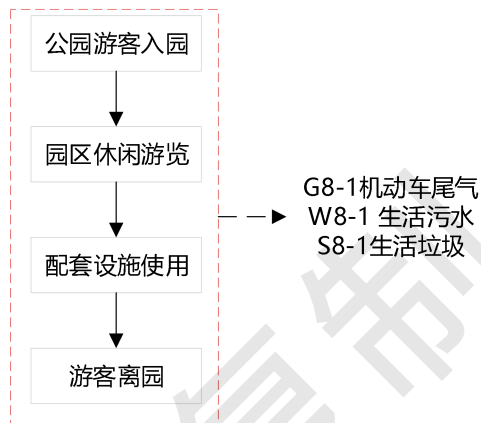 公园游客入园
园区休闲游览
配套设施使用
游客离园
G8-1机动车尾气
W8-1 生活污水
S8-1生活垃圾
复制